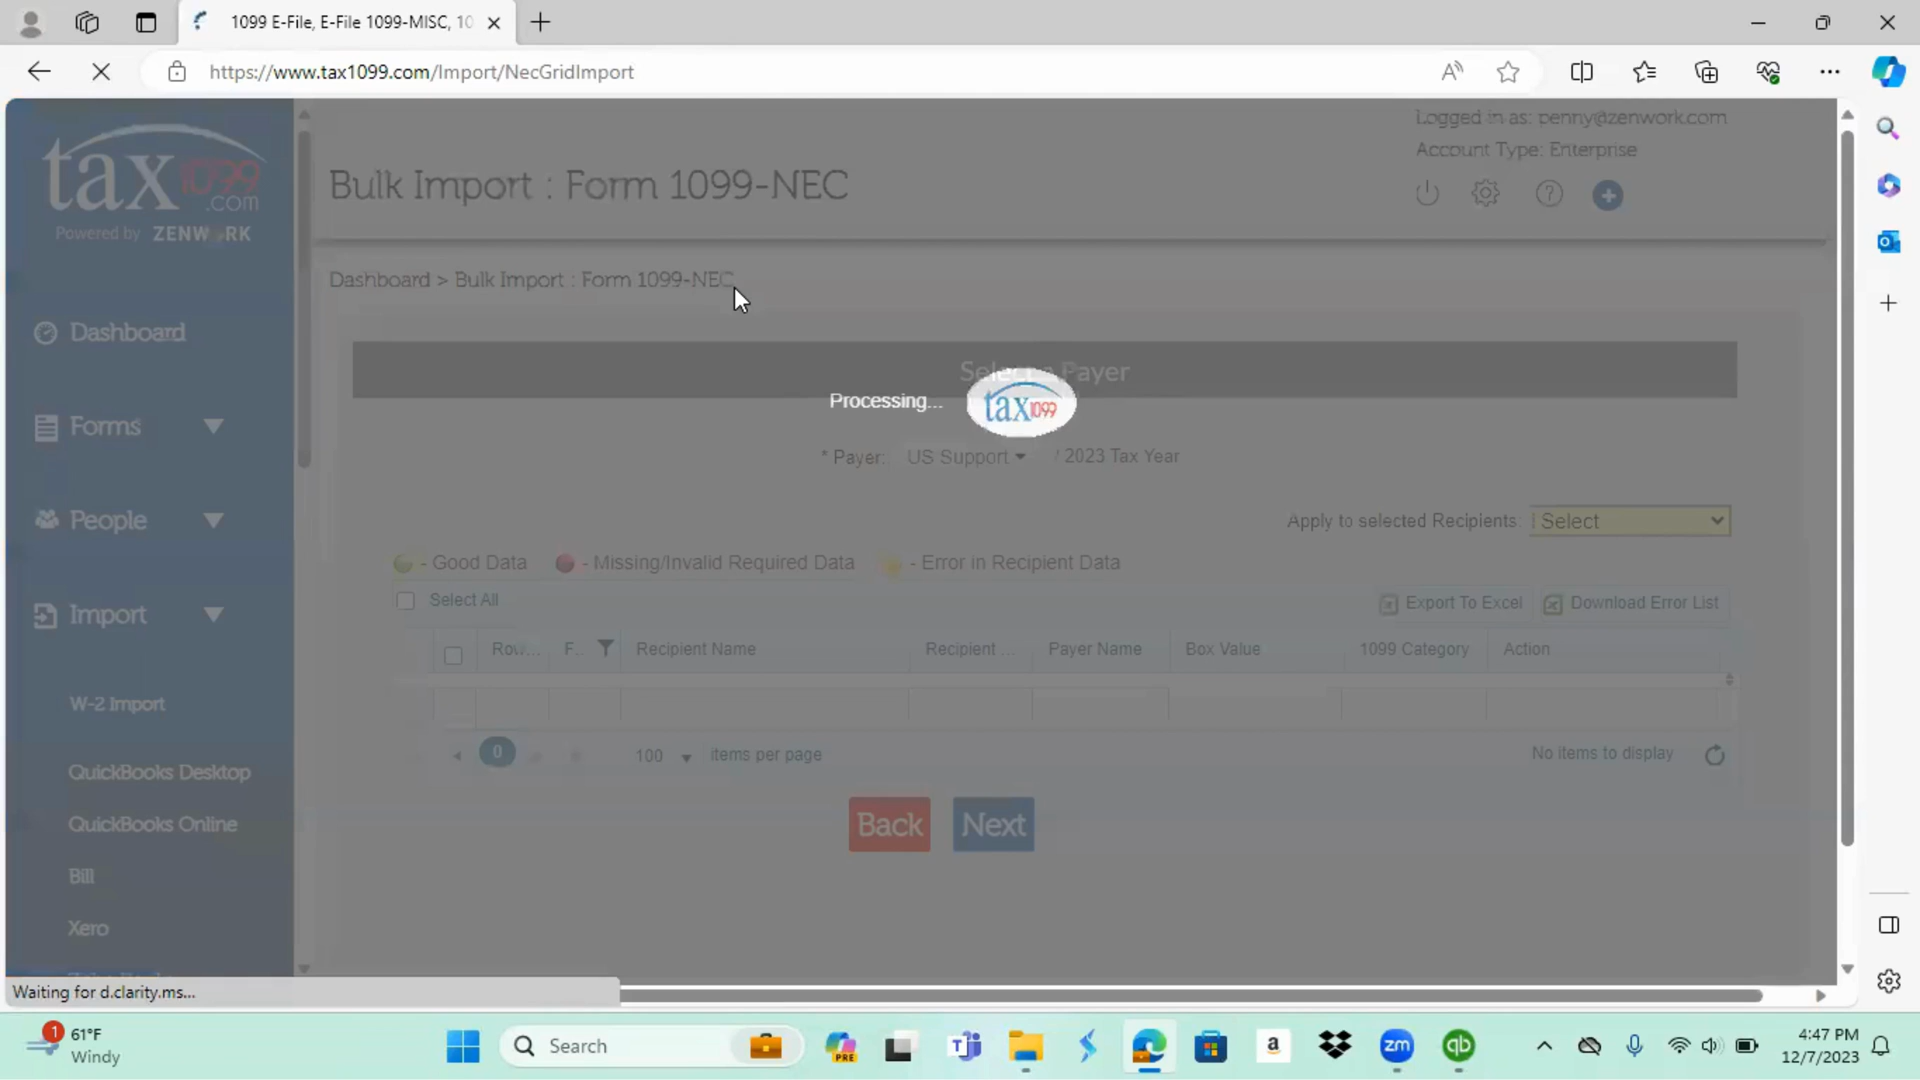 1099 E-File, E-File 1099-MISC, 10
https://www.tax1099.com/Import/NecGridImport
tax1099
.com
Powered by ZENWORK
Logged in as: penny@zenwork.com
Account Type: Enterprise
Bulk Import : Form 1099-NEC
Dashboard > Bulk Import : Form 1099-NEC
Dashboard
Forms
People
Import
W-2 Import
QuickBooks Desktop
QuickBooks Online
Bill
Xero
Select a Payer
Processing...
tax1099
* Payer: US Support / 2023 Tax Year
Apply to selected Recipients: Select
- Good Data - Missing/Invalid Required Data - Error in Recipient Data
Select All
Export To Excel Download Error List
Row... F.. Recipient Name Recipient ... Payer Name Box Value 1099 Category Action
0 100 items per page No items to display
Back Next
Waiting for d.clarity.ms...
1 61°F
Windy
Search
PRE
T
a
zm
qb
4:47 PM
12/7/2023